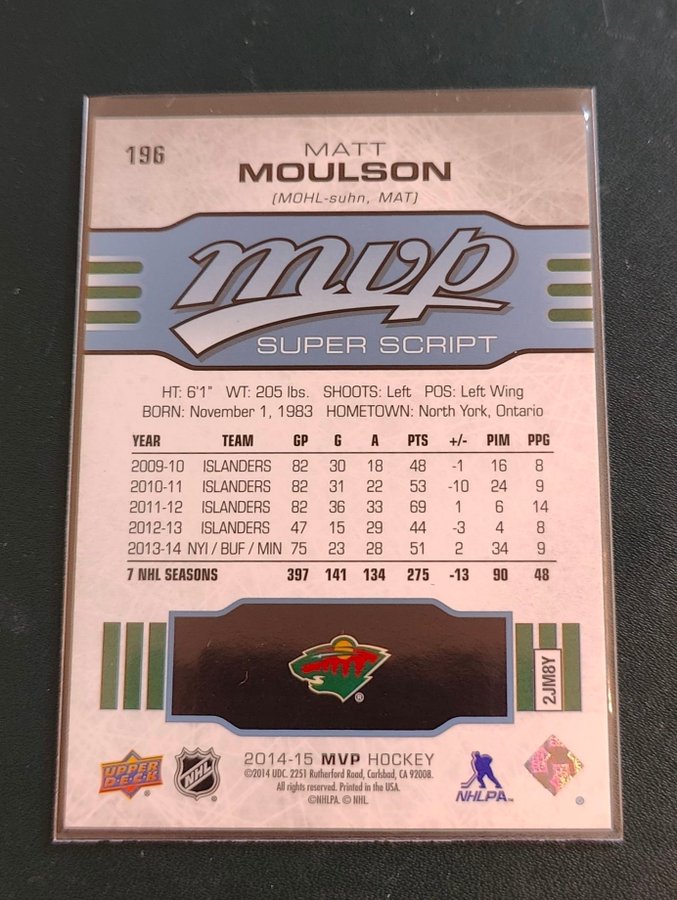 196
MATT
MOULSON
(MOHL-suhn, MAT)
mvp
SUPER SCRIPT
HT: 6'1" WT: 205 lbs. SHOOTS: Left POS: Left Wing
BORN: November 1, 1983 HOMETOWN: North York, Ontario
YEAR TEAM GP G A PTS +/- PIM PPG
2009-10 ISLANDERS 82 30 18 48 -1 16 8
2010-11 ISLANDERS 82 31 22 53 -10 24 9
2011-12 ISLANDERS 82 36 33 69 1 6 14
2012-13 ISLANDERS 47 15 29 44 -3 4 8
2013-14 NYI / BUF / MIN 75 23 28 51 2 34 9
7 NHL SEASONS 397 141 134 275 -13 90 48
®
2JM8Y
UPPER DECK ®
NHL ®
2014-15 MVP HOCKEY
©2014 UDC. 2251 Rutherford Road, Carlsbad, CA 92008.
All rights reserved. Printed in the USA.
©NHLPA. © NHL.
NHLPA™
®